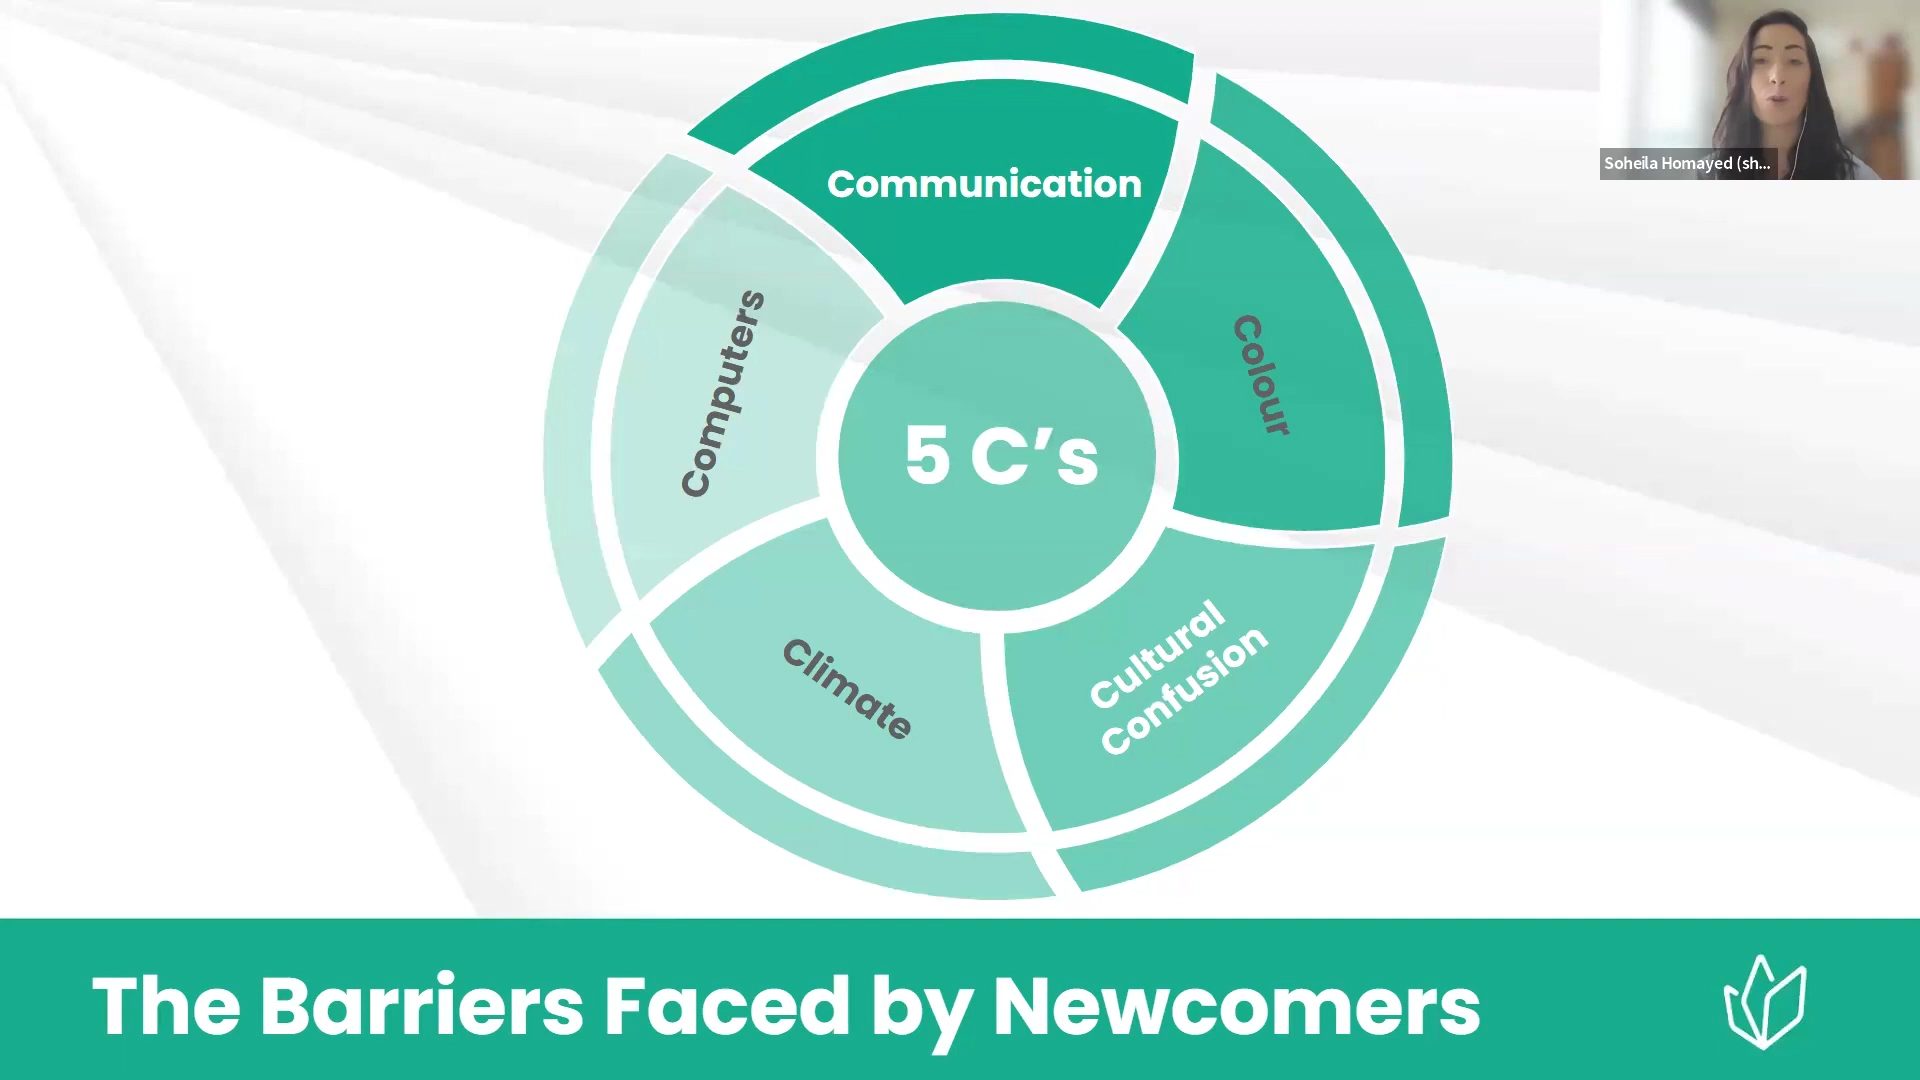 Soheila Homayed (sh...
Communication
Colour
Cultural
Confusion
Climate
Computers
5 C’s
The Barriers Faced by Newcomers